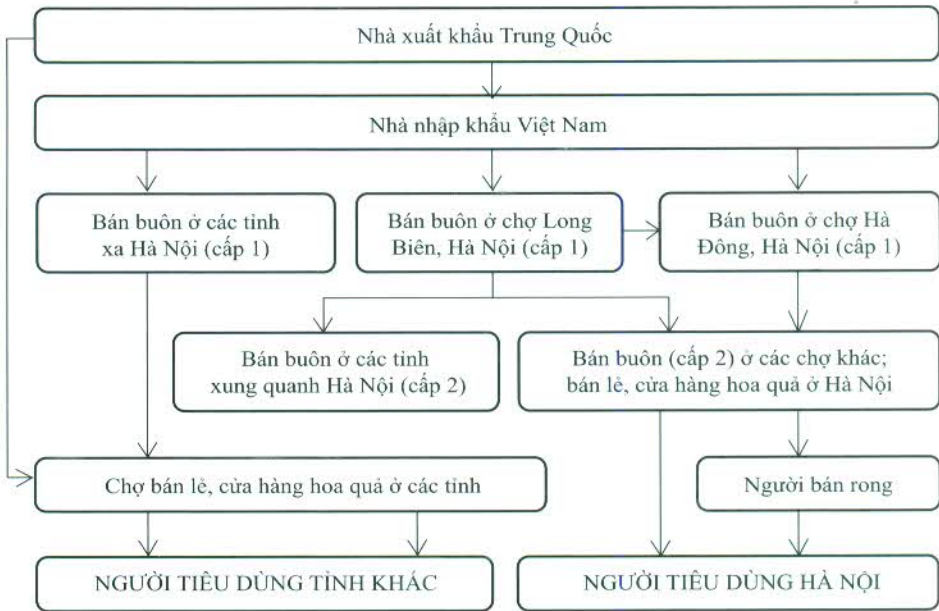 Nhà xuất khẩu Trung Quốc
Nhà nhập khẩu Việt Nam
Bán buôn ở các tỉnh
xa Hà Nội (cấp 1)
Bán buôn ở chợ Long
Biên, Hà Nội (cấp 1)
Bán buôn ở chợ Hà
Đông, Hà Nội (cấp 1)
Bán buôn ở các tỉnh
xung quanh Hà Nội (cấp 2)
Bán buôn (cấp 2) ở các chợ khác;
bán lẻ, cửa hàng hoa quả ở Hà Nội
Chợ bán lẻ, cửa hàng hoa quả ở các tỉnh
Người bán rong
NGƯỜI TIÊU DÙNG TỈNH KHÁC
NGƯỜI TIÊU DÙNG HÀ NỘI